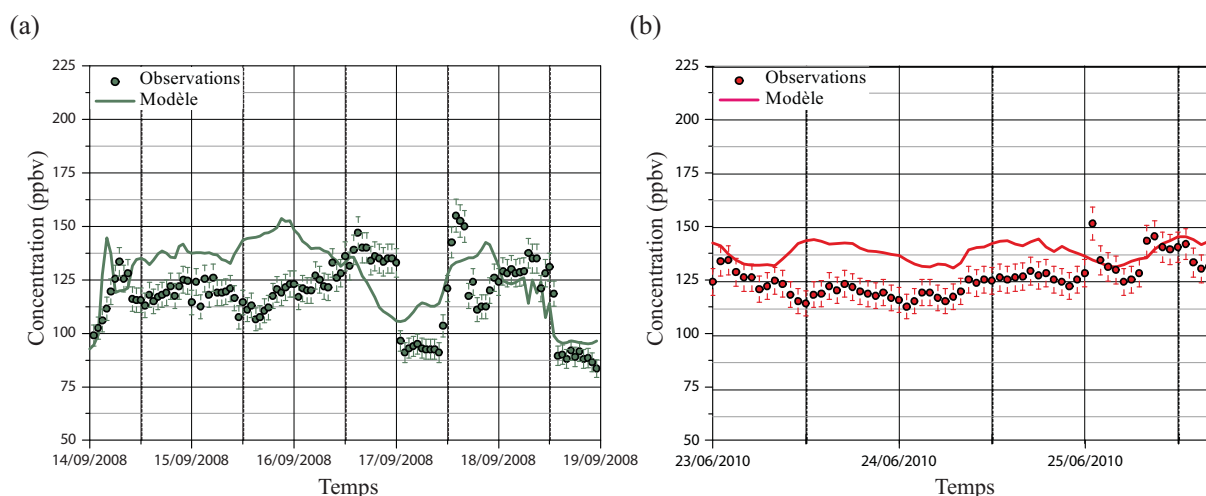 (a)
(b)
Observations
Modèle
Concentration (ppbv)
225
200
175
150
125
100
75
50
14/09/2008
15/09/2008
16/09/2008
17/09/2008
18/09/2008
19/09/2008
Temps
Observations
Modèle
Concentration (ppbv)
225
200
175
150
125
100
75
50
23/06/2010
24/06/2010
25/06/2010
Temps